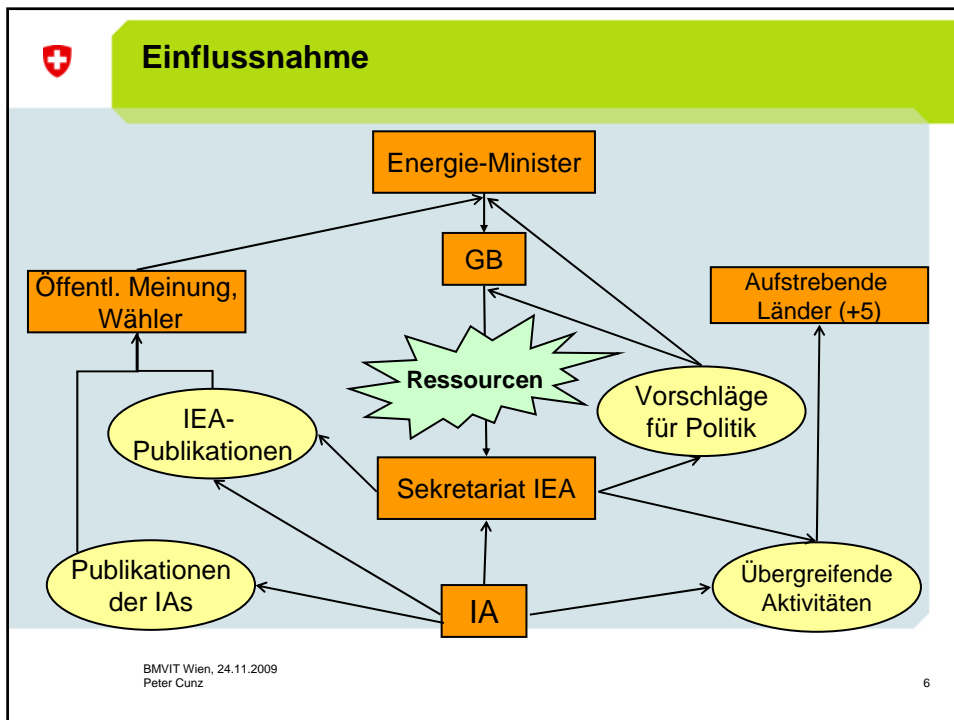 Einflussnahme
Energie-Minister
GB
Öffentl. Meinung,
Wähler
Aufstrebende
Länder (+5)
Ressourcen
Vorschläge
für Politik
IEA-
Publikationen
Sekretariat IEA
Publikationen
der IAs
IA
Übergreifende
Aktivitäten
BMVIT Wien, 24.11.2009
Peter Cunz
6